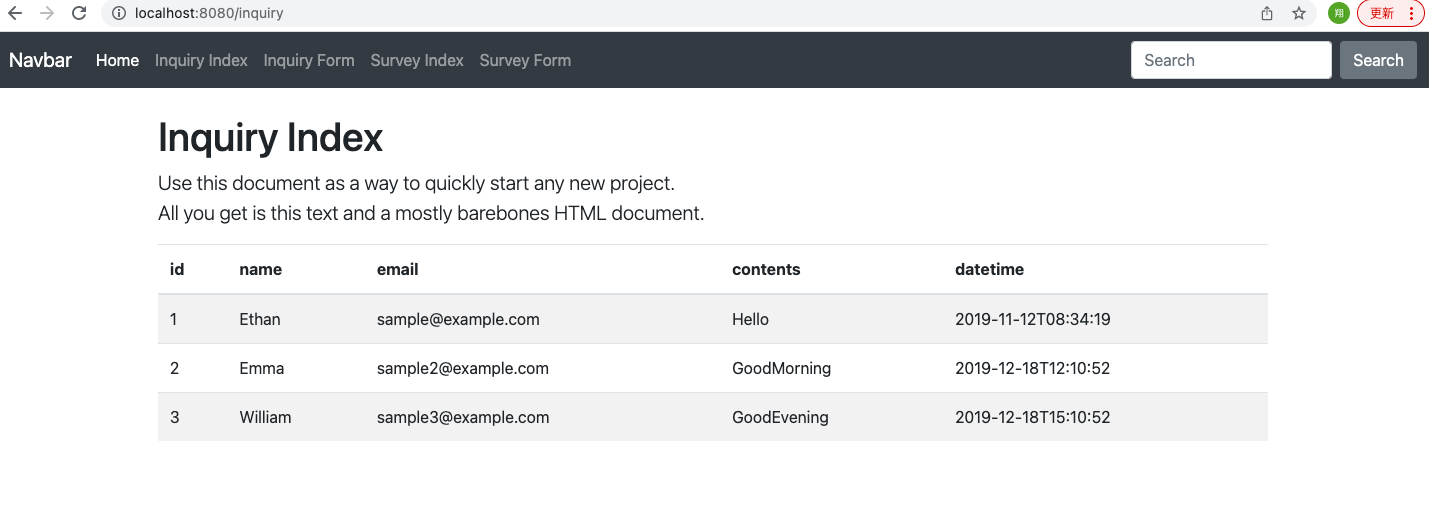 localhost:8080/inquiry 翔 更新
Navbar Home Inquiry Index Inquiry Form Survey Index Survey Form Search Search
Inquiry Index
Use this document as a way to quickly start any new project.
All you get is this text and a mostly barebones HTML document.
id name email contents datetime
1 Ethan sample@example.com Hello 2019-11-12T08:34:19
2 Emma sample2@example.com GoodMorning 2019-12-18T12:10:52
3 William sample3@example.com GoodEvening 2019-12-18T15:10:52